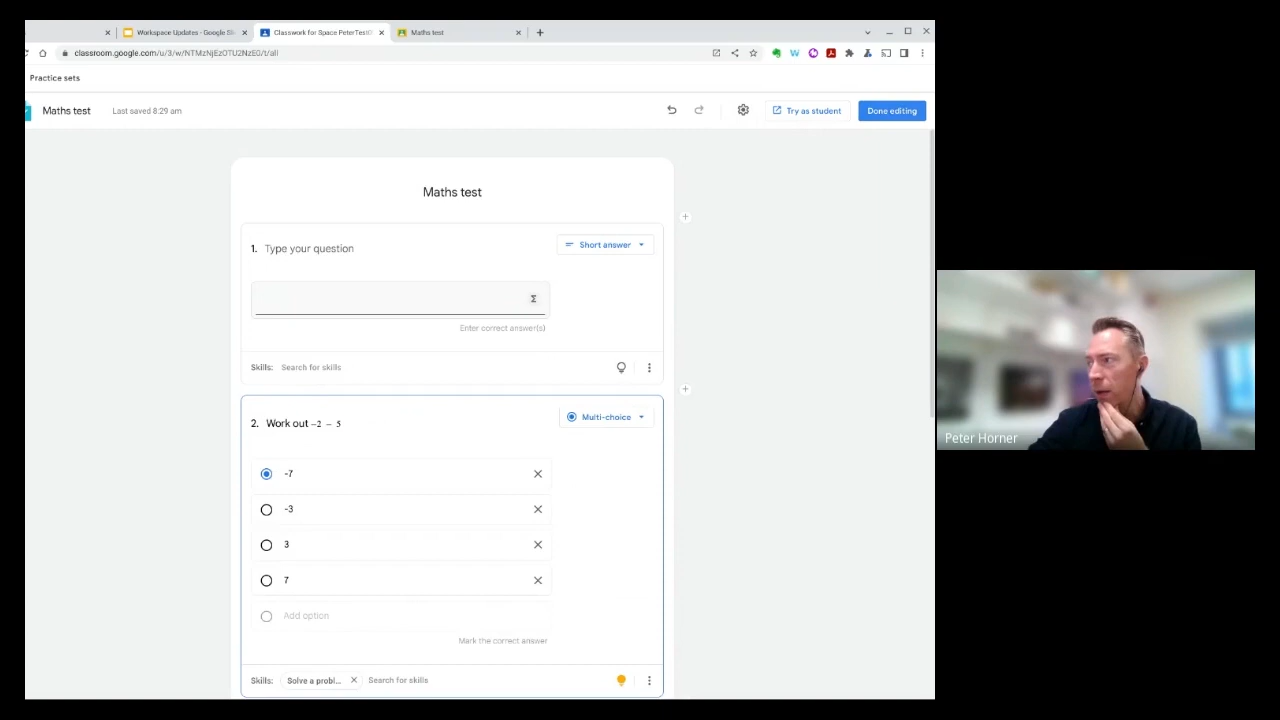 Workspace Updates - Google Sli
Classwork for Space PeterTest
Maths test
classroom.google.com/u/3/w/NTMzNjEzOTU2NzE0/t/all
Practice sets
Maths test
Last saved 8:29 am
Try as student
Done editing
Maths test
1. Type your question
Short answer
Σ
Enter correct answer(s)
Skills: Search for skills
2. Work out −2 − 5
Multi-choice
-7
-3
3
7
Add option
Mark the correct answer
Skills: Solve a probl... Search for skills
Peter Horner